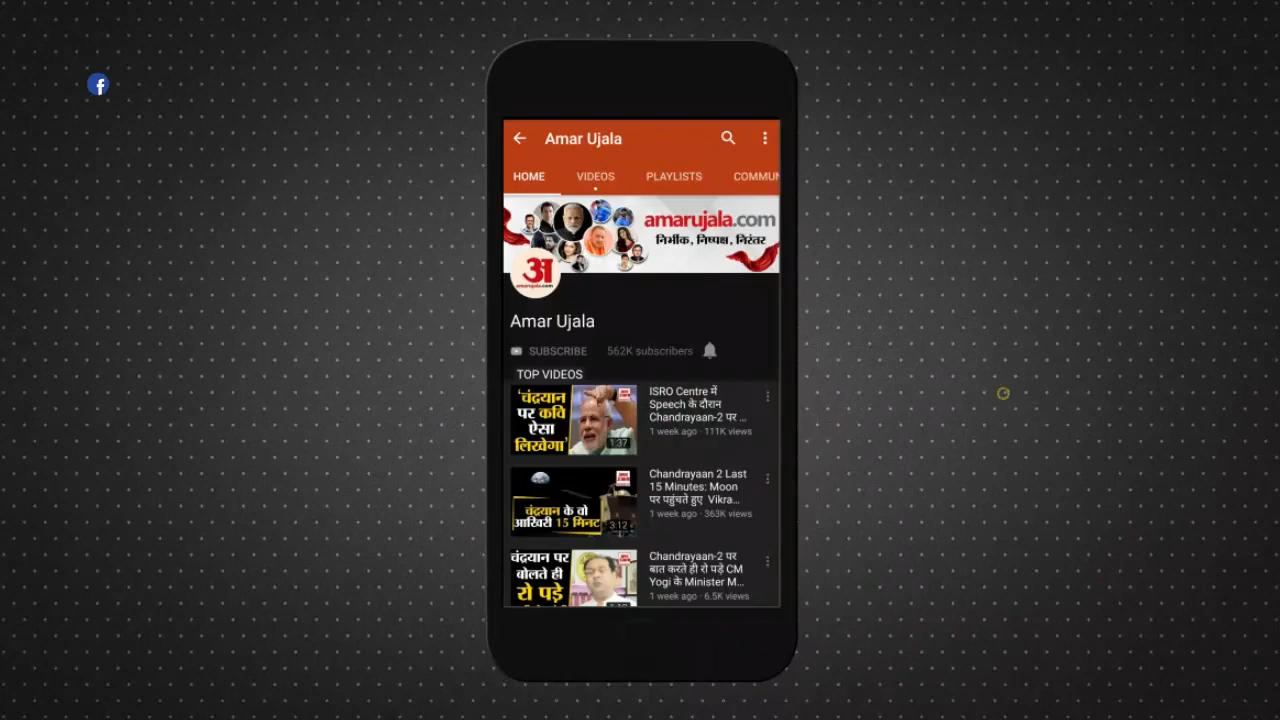 Amar Ujala
HOME VIDEOS PLAYLISTS COMMUN
amarujala.com
निर्भीक, निष्पक्ष, निरंतर
अ
amarujala.com
Amar Ujala
SUBSCRIBE 562K subscribers
TOP VIDEOS
'चंद्रयान
पर कवि
ऐसा
लिखेगा'
1:37
ISRO Centre में
Speech के दौरान
Chandrayaan-2 पर ...
1 week ago · 111K views
चंद्रयान के वो
आखिरी 15 मिनट
3:12
Chandrayaan 2 Last
15 Minutes: Moon
पर पहुंचते हुए Vikra...
1 week ago · 363K views
चंद्रयान पर
बोलते ही
रो पड़े
Chandrayaan-2 पर
बात करते ही रो पड़े CM
Yogi के Minister M...
1 week ago · 6.5K views